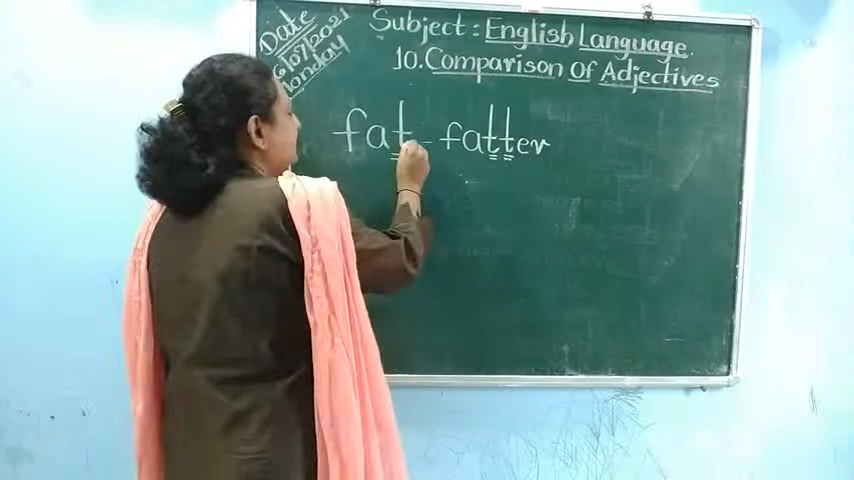 Date
6/07/2021
Monday
Subject : English Language
10. Comparison Of Adjectives
fat - fatter